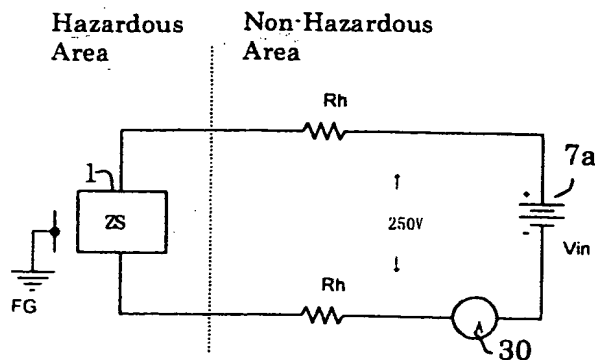 Hazardous
Area
Non-Hazardous
Area
Rh
7a
+
-
Vin
1
ZS
250V
FG
Rh
30